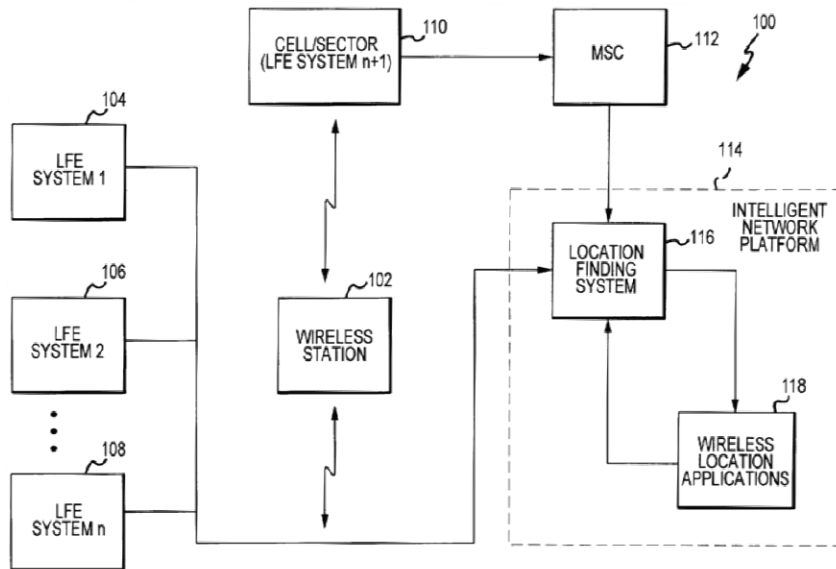 110
CELL/SECTOR
(LFE SYSTEM n+1)
112
MSC
100
104
LFE
SYSTEM 1
114
INTELLIGENT
NETWORK
PLATFORM
116
LOCATION
FINDING
SYSTEM
106
LFE
SYSTEM 2
102
WIRELESS
STATION
118
WIRELESS
LOCATION
APPLICATIONS
108
LFE
SYSTEM n